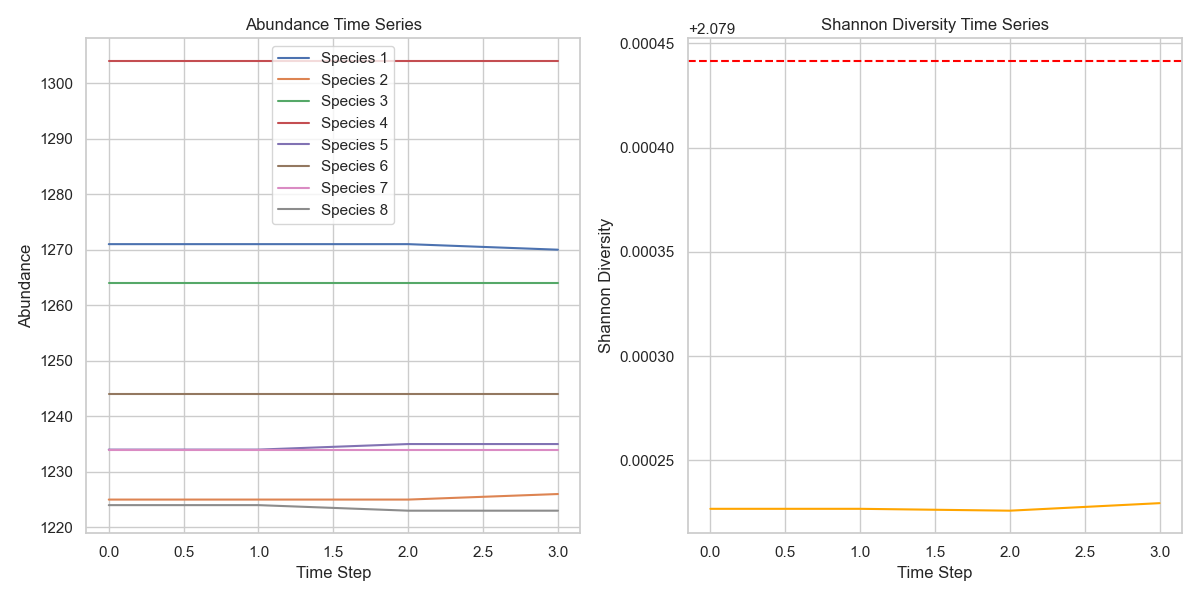 Abundance Time Series
Abundance
1300
1290
1280
1270
1260
1250
1240
1230
1220
Species 1
Species 2
Species 3
Species 4
Species 5
Species 6
Species 7
Species 8
0.0 0.5 1.0 1.5 2.0 2.5 3.0
Time Step
Shannon Diversity Time Series
+2.079
Shannon Diversity
0.00045
0.00040
0.00035
0.00030
0.00025
0.0 0.5 1.0 1.5 2.0 2.5 3.0
Time Step